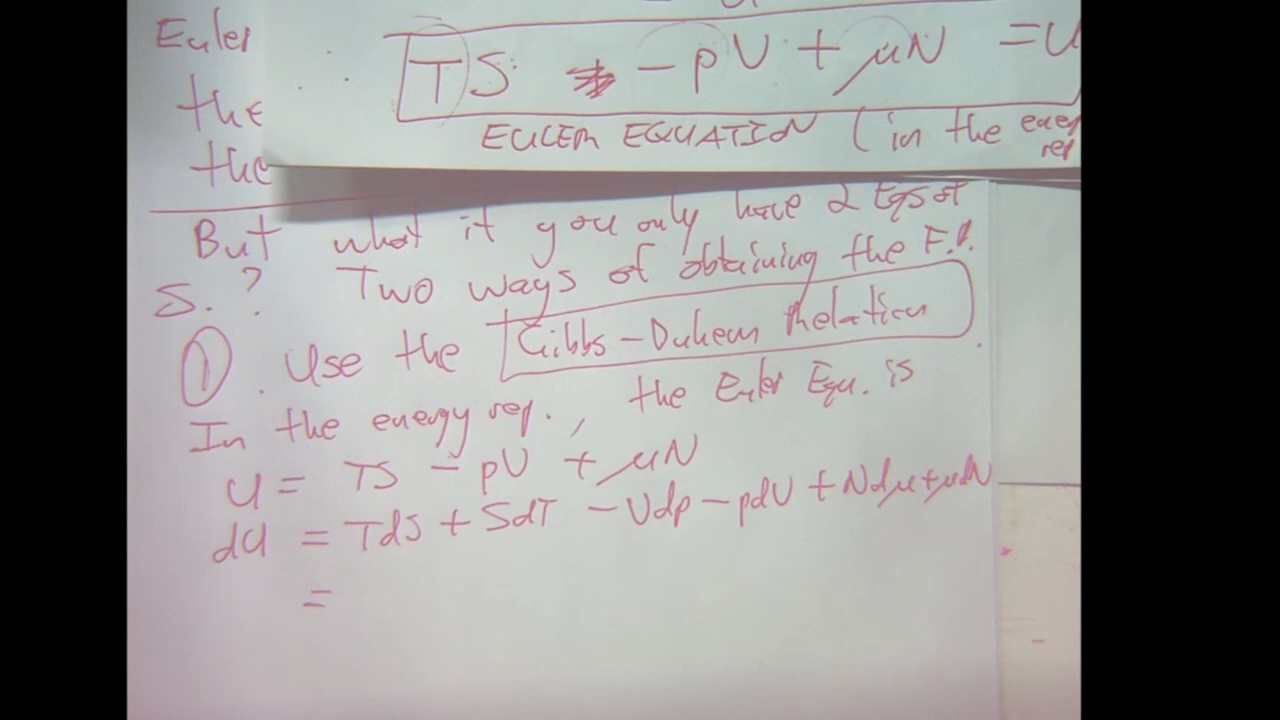 Euler
the
the
TS - pV + μN = U
EULER EQUATION (in the
rep
But what if you only have 2 Eqs of
S.? Two ways of obtaining the F.R.
① . Use the Gibbs-Duhem Relation
In the energy rep., the Euler Equ. is
U = TS - pV + μN
dU = TdS + SdT - Vdp - pdV + Ndμ + μdN
=